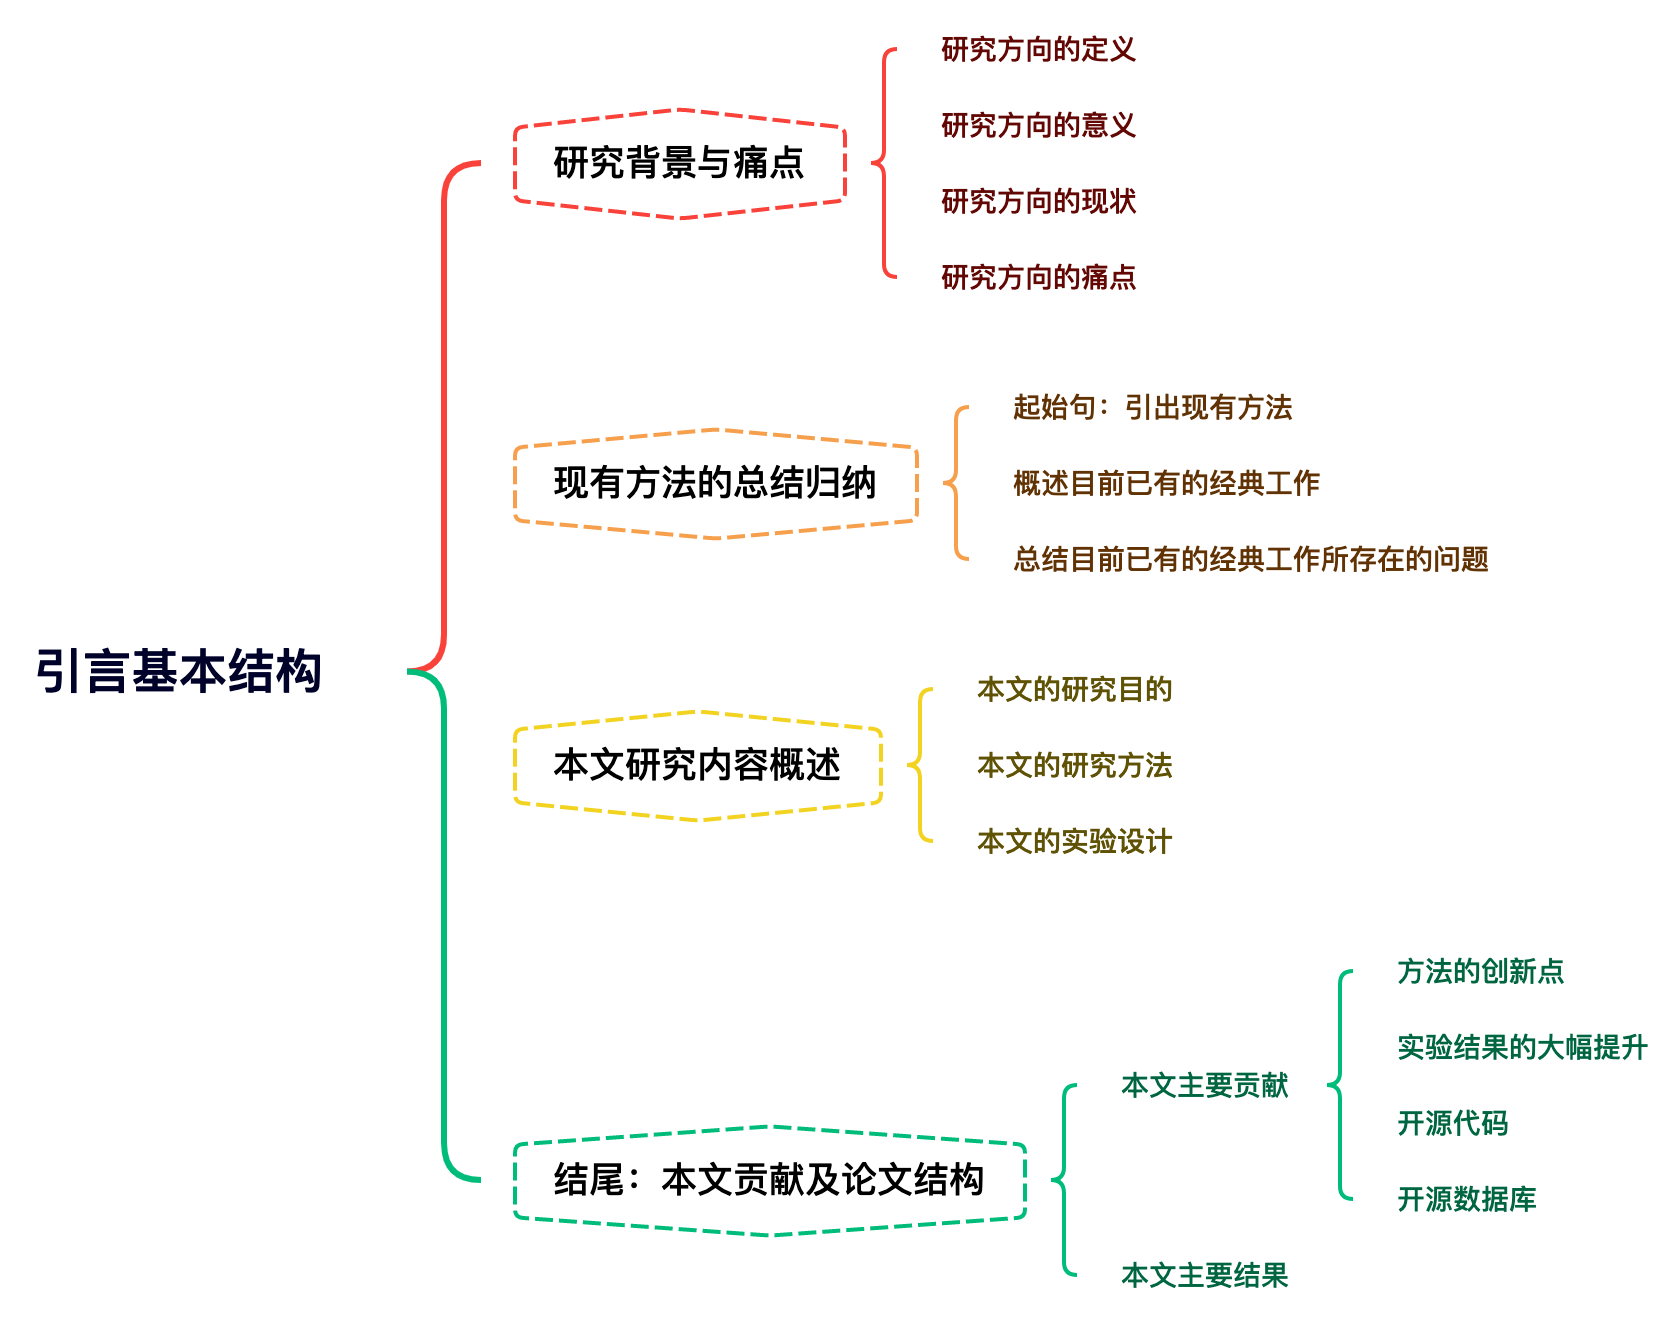 引言基本结构
研究背景与痛点
研究方向的定义
研究方向的意义
研究方向的现状
研究方向的痛点
现有方法的总结归纳
起始句：引出现有方法
概述目前已有的经典工作
总结目前已有的经典工作所存在的问题
本文研究内容概述
本文的研究目的
本文的研究方法
本文的实验设计
结尾：本文贡献及论文结构
本文主要贡献
方法的创新点
实验结果的大幅提升
开源代码
开源数据库
本文主要结果